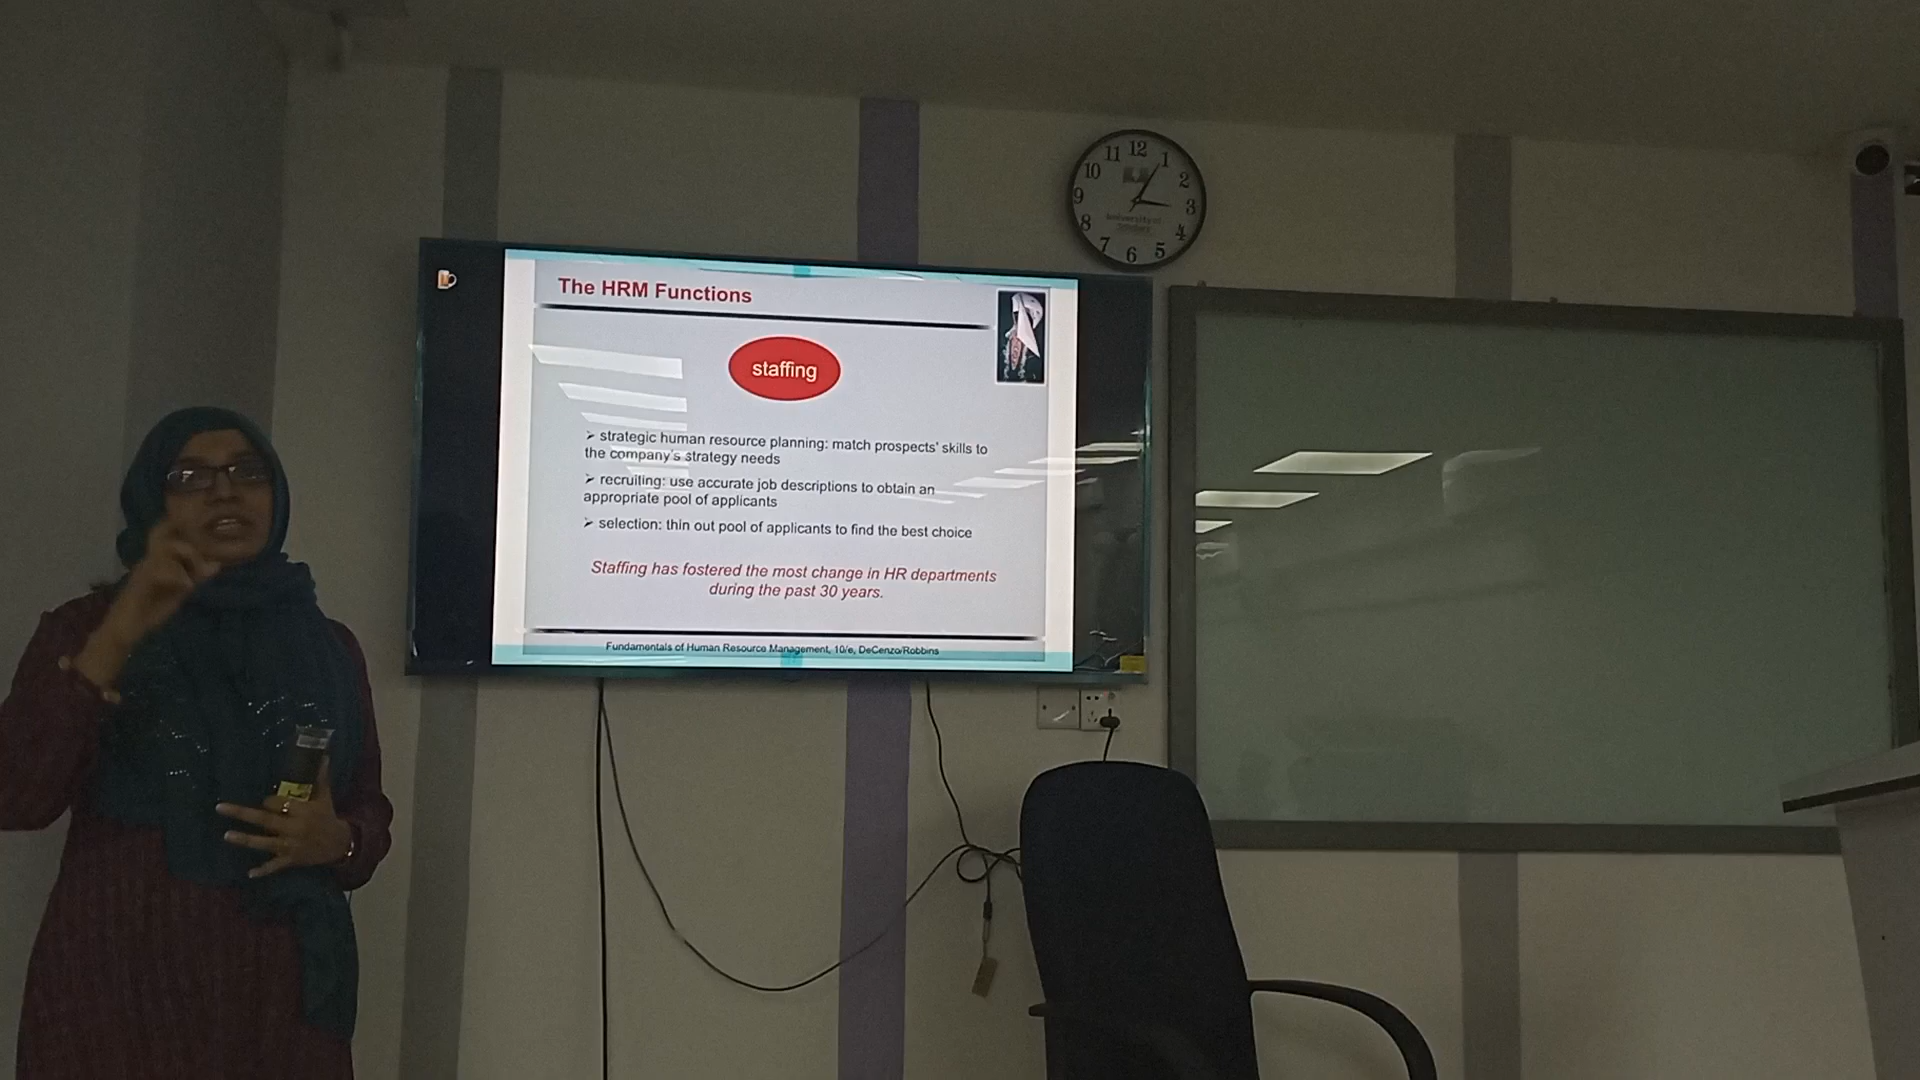 12
11
1
10
2
9
3
8
4
7
5
6
University of
The HRM Functions
staffing
➢ strategic human resource planning: match prospects' skills to
the company's strategy needs
➢ recruiting: use accurate job descriptions to obtain an
appropriate pool of applicants
➢ selection: thin out pool of applicants to find the best choice
Staffing has fostered the most change in HR departments
during the past 30 years.
Fundamentals of Human Resource Management, 10/e, DeCenzo/Robbins